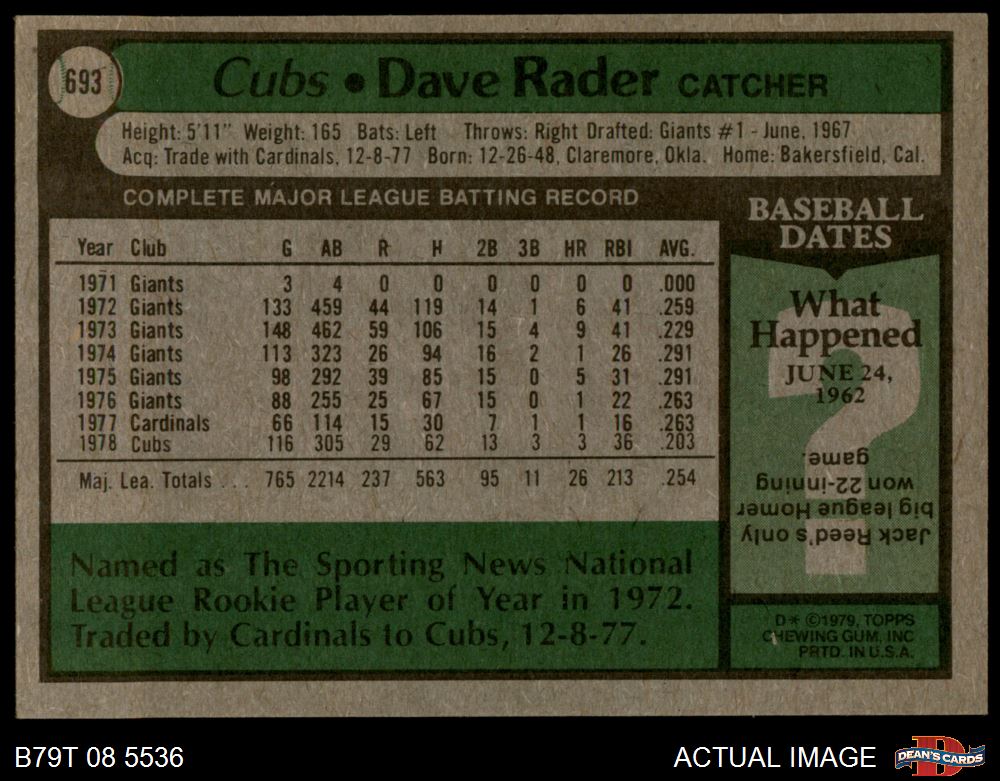 693
Cubs • Dave Rader CATCHER
Height: 5'11" Weight: 165 Bats: Left Throws: Right Drafted: Giants #1 - June, 1967
Acq: Trade with Cardinals, 12-8-77 Born: 12-26-48, Claremore, Okla. Home: Bakersfield, Cal.
COMPLETE MAJOR LEAGUE BATTING RECORD
Year Club G AB R H 2B 3B HR RBI AVG.
1971 Giants 3 4 0 0 0 0 0 0 .000
1972 Giants 133 459 44 119 14 1 6 41 .259
1973 Giants 148 462 59 106 15 4 9 41 .229
1974 Giants 113 323 26 94 16 2 1 26 .291
1975 Giants 98 292 39 85 15 0 5 31 .291
1976 Giants 88 255 25 67 15 0 1 22 .263
1977 Cardinals 66 114 15 30 7 1 1 16 .263
1978 Cubs 116 305 29 62 13 3 3 36 .203
Maj. Lea. Totals . . . 765 2214 237 563 95 11 26 213 .254
Named as The Sporting News National
League Rookie Player of Year in 1972.
Traded by Cardinals to Cubs, 12-8-77.
BASEBALL
DATES
What
Happened
JUNE 24,
1962
?
Jack Reed's only
big league Homer
won 22-inning
game.
D* ©1979, TOPPS
CHEWING GUM, INC
PRTD. IN U.S.A.
B79T 08 5536
ACTUAL IMAGE
D
DEAN'S CARDS